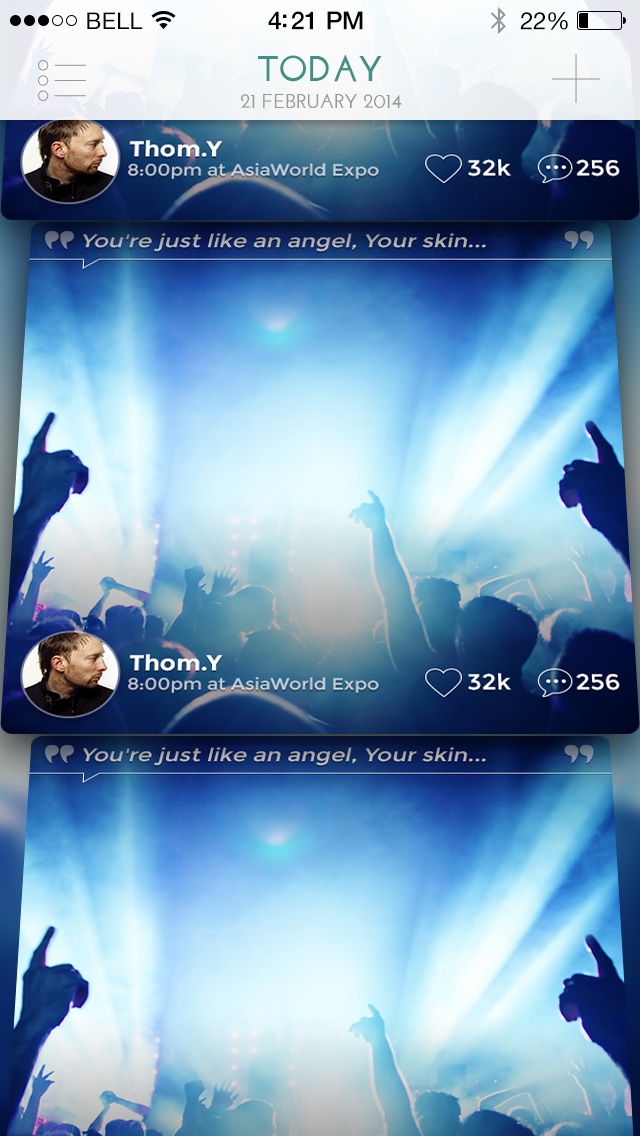 BELL 4:21 PM 22%
TODAY
21 FEBRUARY 2014
Thom.Y
8:00pm at AsiaWorld Expo 32k 256
"You're just like an angel, Your skin..."
Thom.Y
8:00pm at AsiaWorld Expo 32k 256
"You're just like an angel, Your skin..."